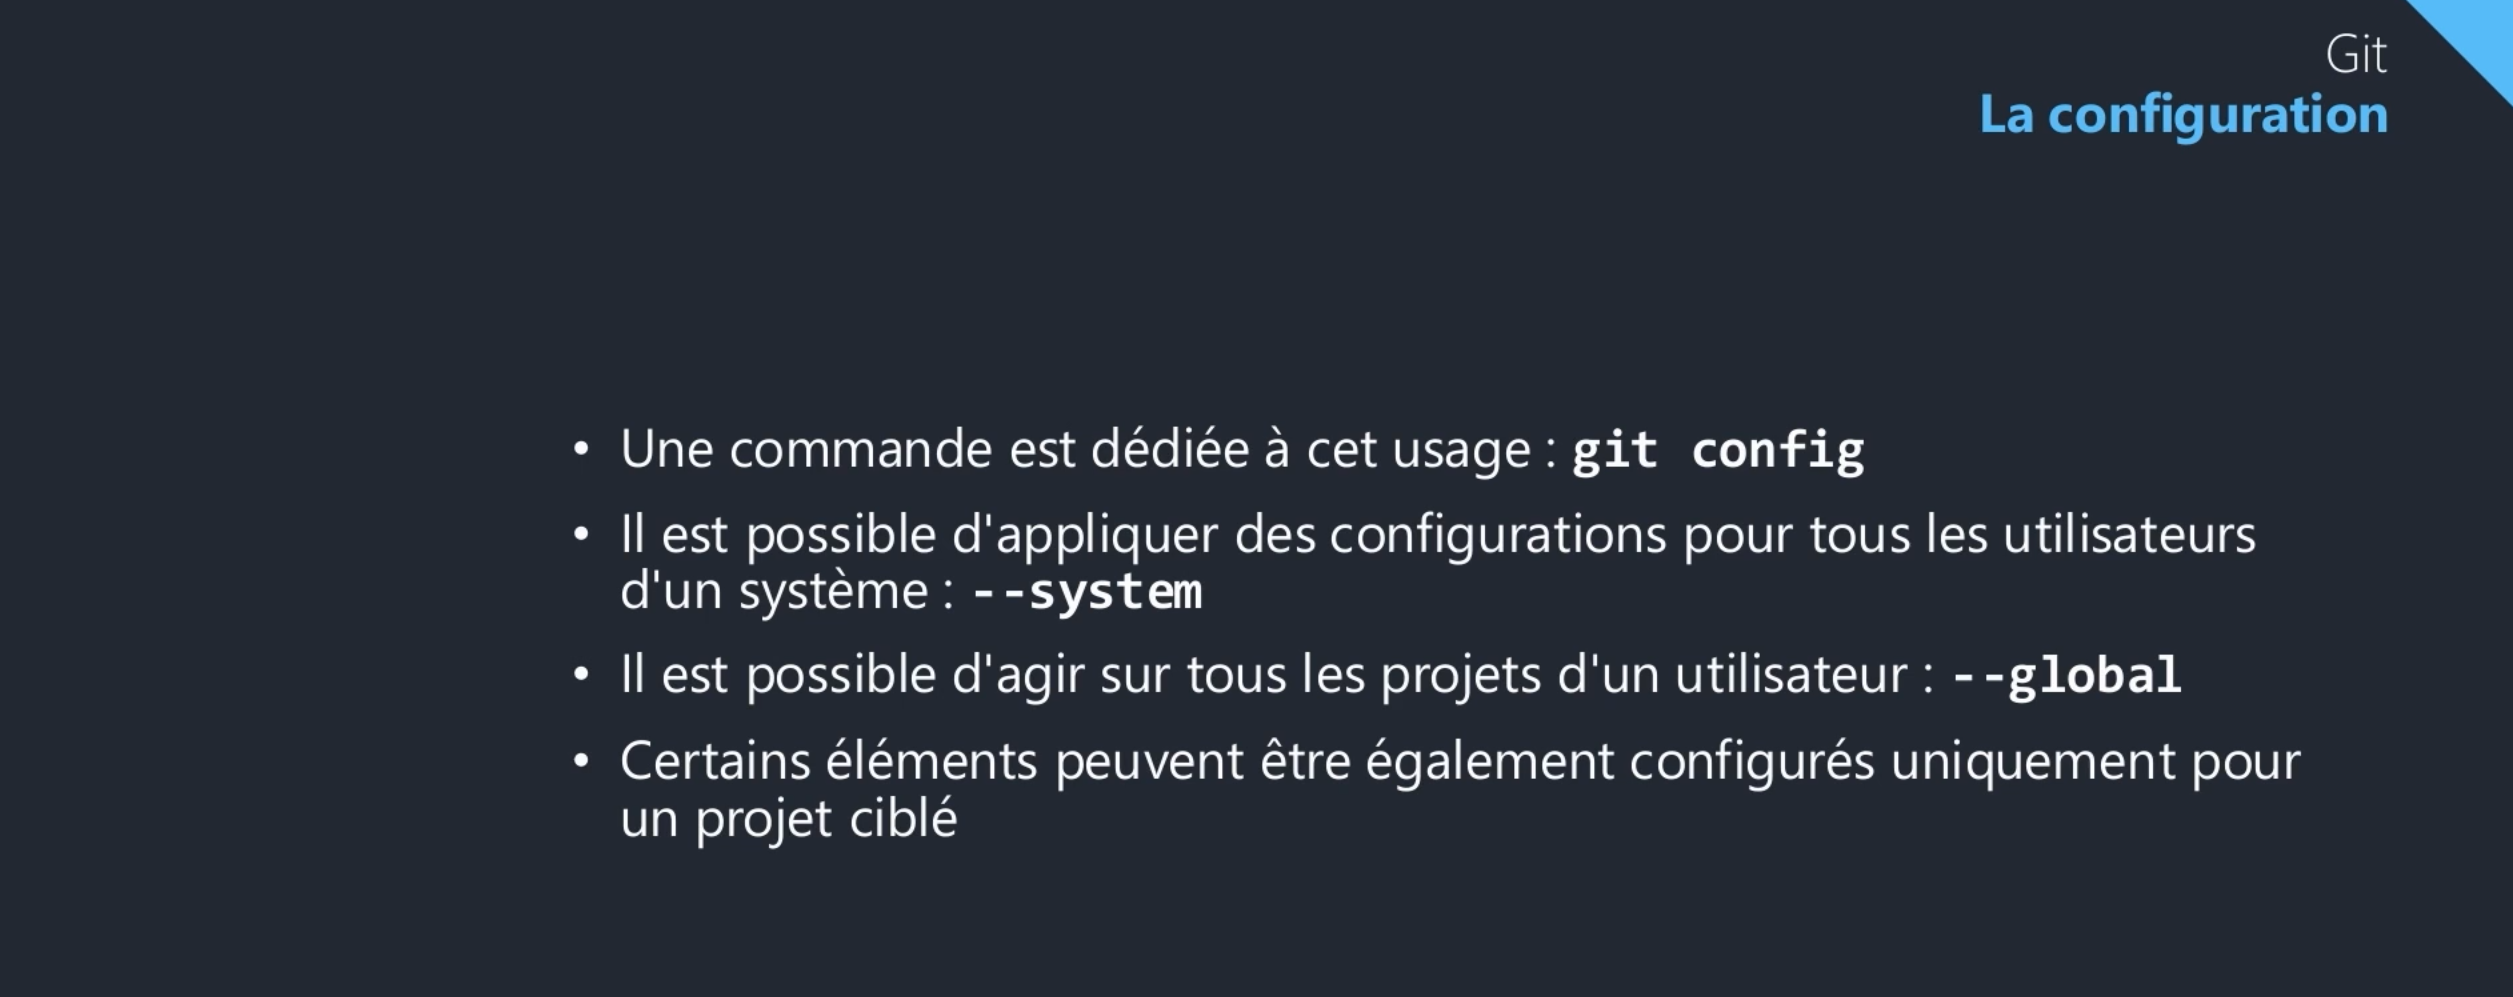 Git
La configuration
• Une commande est dédiée à cet usage : git config
• Il est possible d'appliquer des configurations pour tous les utilisateurs
d'un système : --system
• Il est possible d'agir sur tous les projets d'un utilisateur : --global
• Certains éléments peuvent être également configurés uniquement pour
un projet ciblé